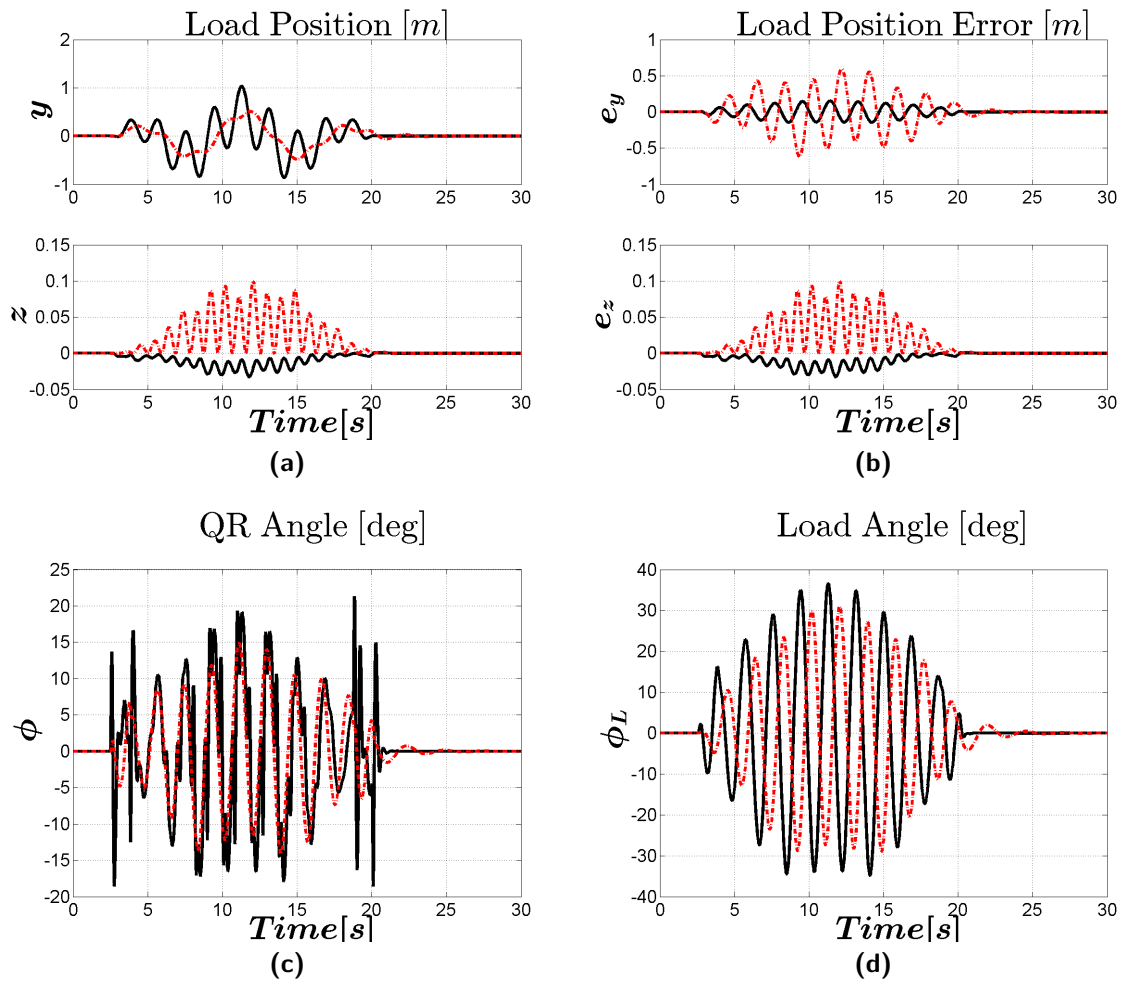 Load Position [m]
y
2
1
0
-1
0 5 10 15 20 25 30
z
0.15
0.1
0.05
0
-0.05
0 5 10 15 20 25 30
Time[s]
(a)
Load Position Error [m]
e_y
1
0.5
0
-0.5
-1
0 5 10 15 20 25 30
e_z
0.15
0.1
0.05
0
-0.05
0 5 10 15 20 25 30
Time[s]
(b)
QR Angle [deg]
ϕ
25
20
15
10
5
0
-5
-10
-15
-20
0 5 10 15 20 25 30
Time[s]
(c)
Load Angle [deg]
ϕ_L
40
30
20
10
0
-10
-20
-30
-40
0 5 10 15 20 25 30
Time[s]
(d)